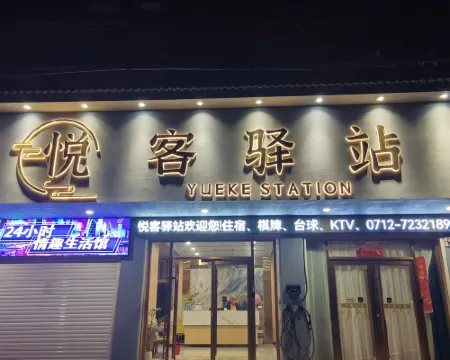 悦客驿站
YUEKE STATION
24小时
情趣生活馆
悦客驿站欢迎您!住宿、棋牌、台球、KTV、0712-7232189